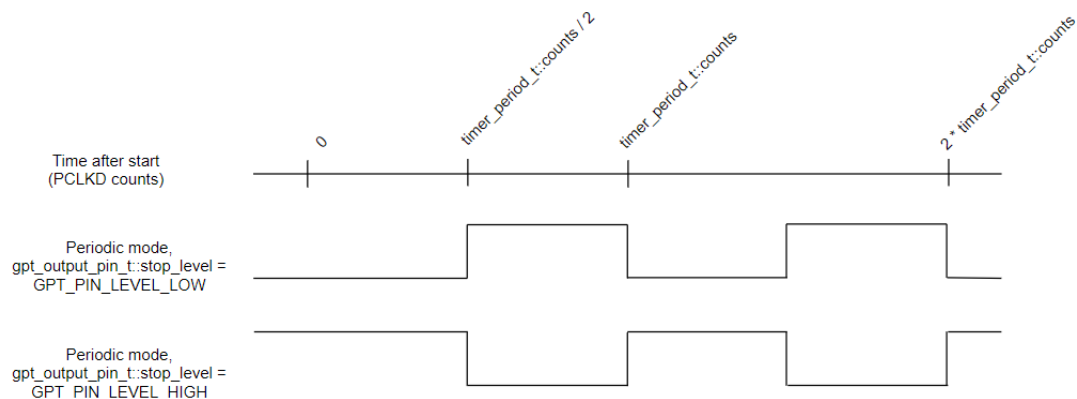 0
timer_period_t::counts / 2
timer_period_t::counts
2 * timer_period_t::counts
Time after start
(PCLKD counts)
Periodic mode,
gpt_output_pin_t::stop_level =
GPT_PIN_LEVEL_LOW
Periodic mode,
gpt_output_pin_t::stop_level =
GPT_PIN_LEVEL_HIGH